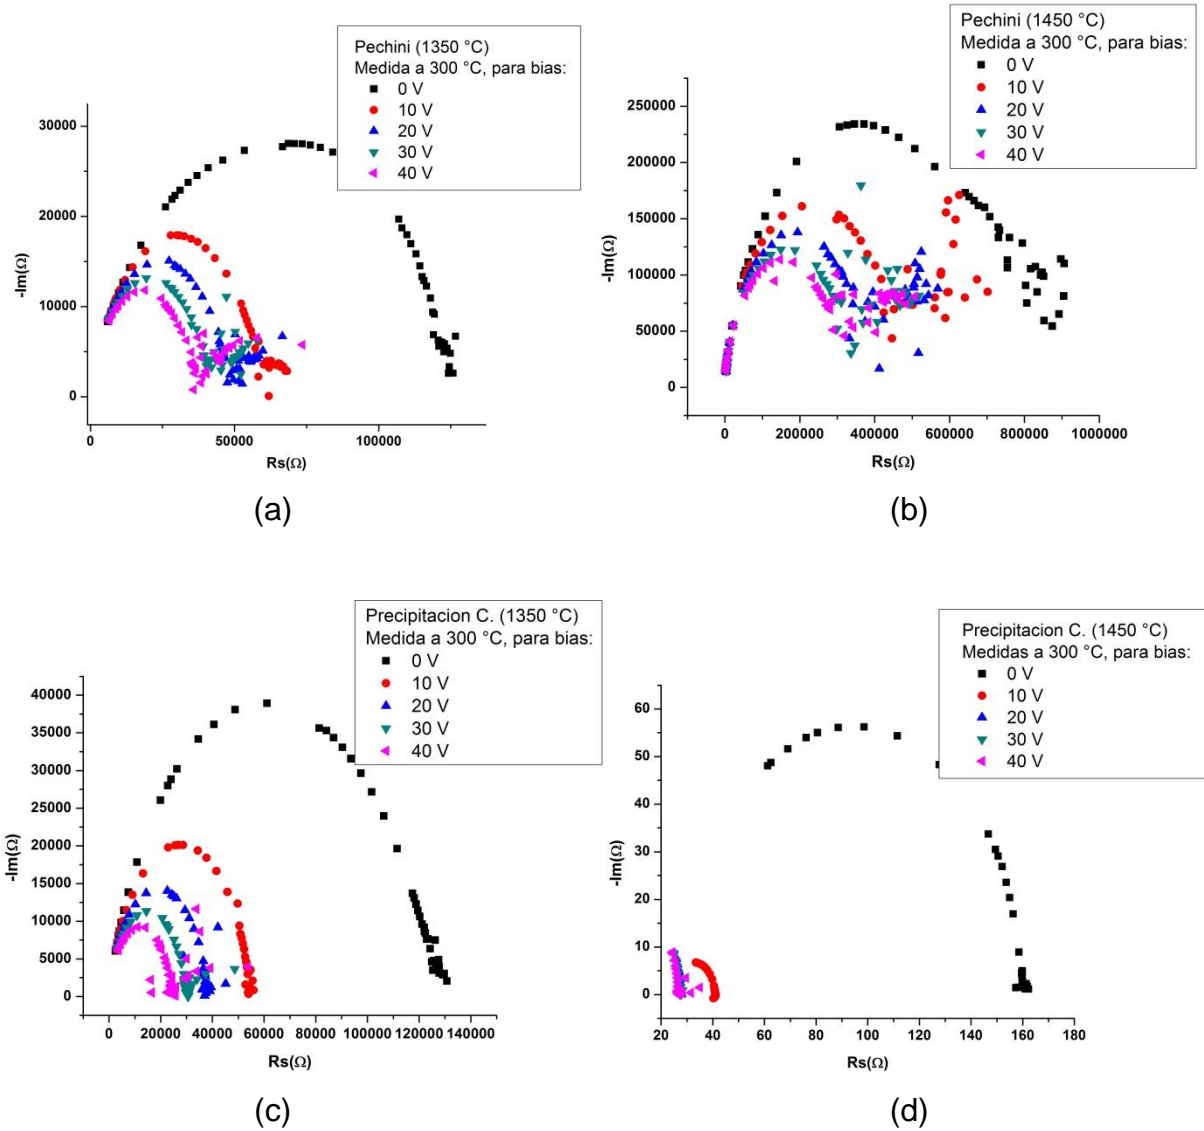 Pechini (1350 °C)
Medida a 300 °C, para bias:
0 V
10 V
20 V
30 V
40 V
30000
20000
10000
0
-Im(Ω)
0
50000
100000
Rs(Ω)
(a)
Pechini (1450 °C)
Medida a 300 °C, para bias:
0 V
10 V
20 V
30 V
40 V
250000
200000
150000
100000
50000
0
-Im(Ω)
0
200000
400000
600000
800000
1000000
Rs(Ω)
(b)
Precipitacion C. (1350 °C)
Medida a 300 °C, para bias:
0 V
10 V
20 V
30 V
40 V
40000
35000
30000
25000
20000
15000
10000
5000
0
-Im(Ω)
0
20000
40000
60000
80000
100000
120000
140000
Rs(Ω)
(c)
Precipitacion C. (1450 °C)
Medidas a 300 °C, para bias:
0 V
10 V
20 V
30 V
40 V
60
50
40
30
20
10
0
-Im(Ω)
20
40
60
80
100
120
140
160
180
Rs(Ω)
(d)